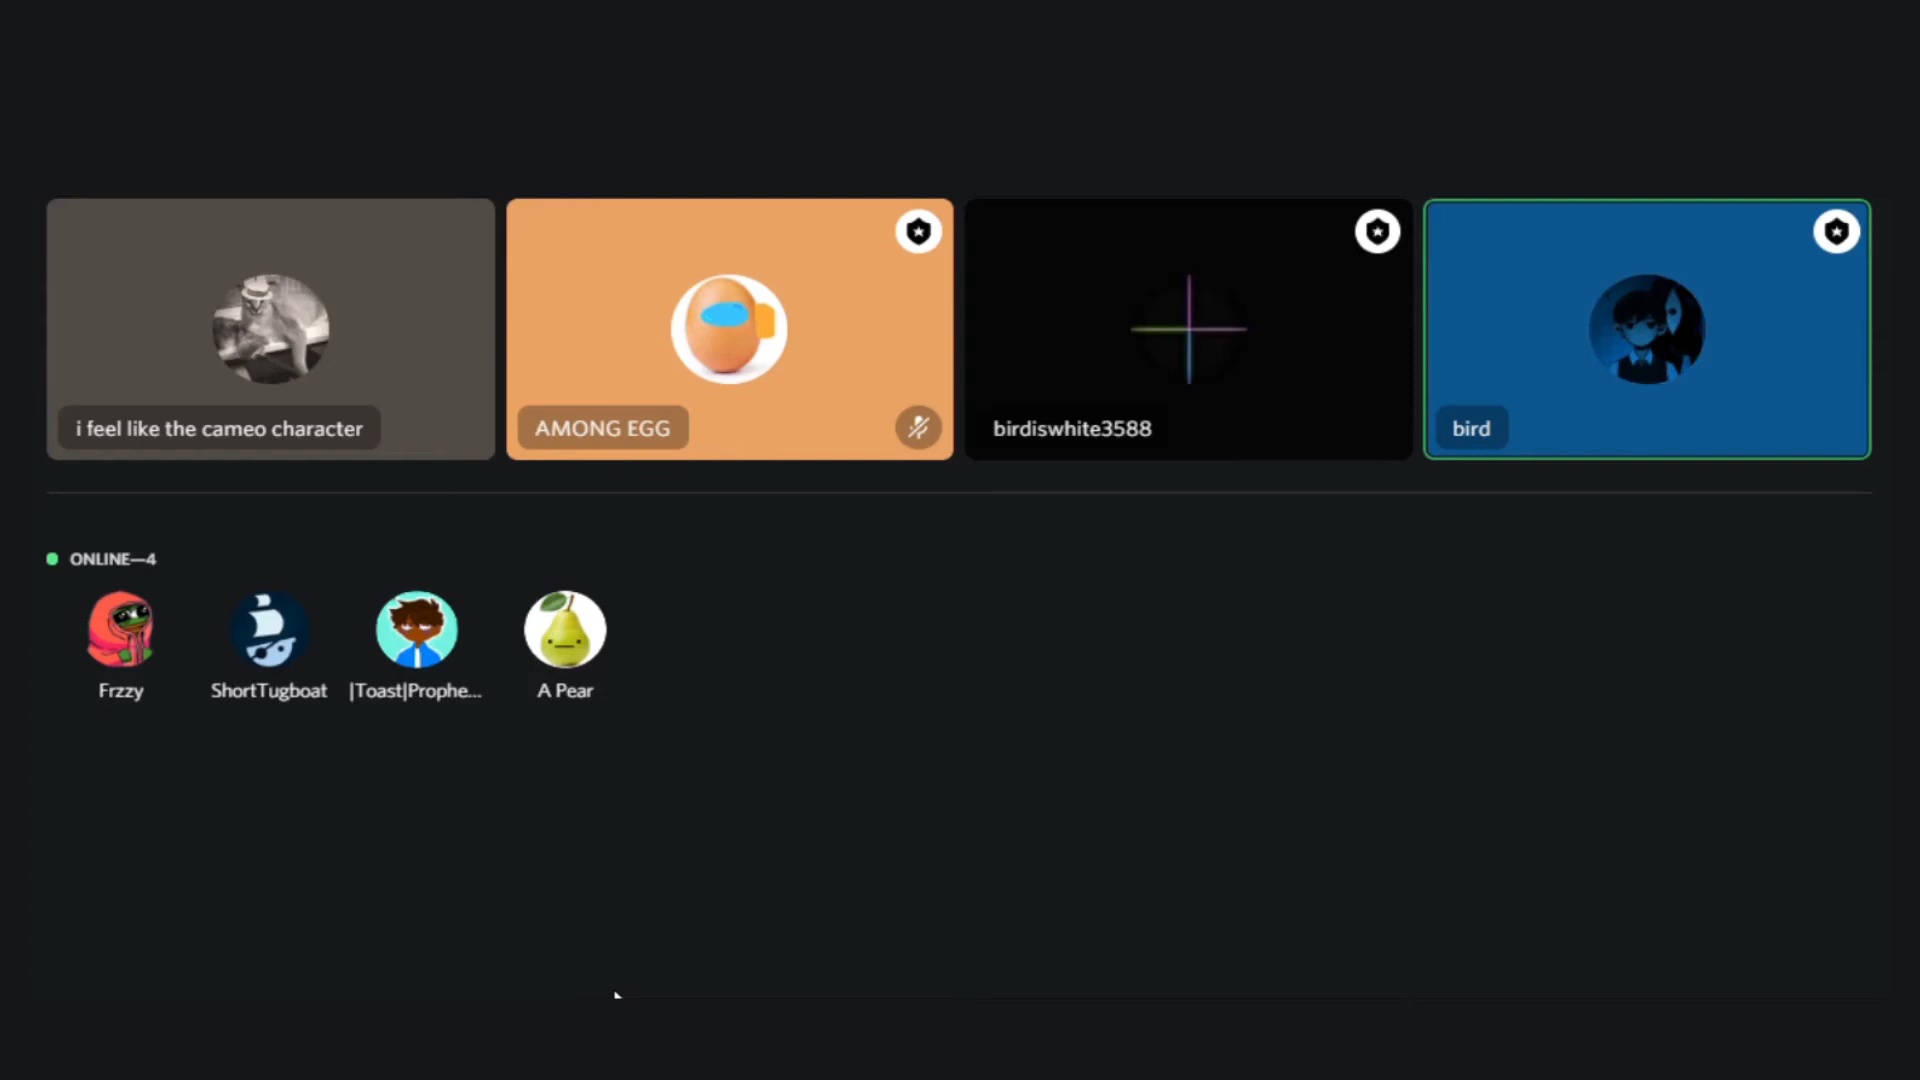 i feel like the cameo character
AMONG EGG
birdiswhite3588
bird
ONLINE—4
Frzzy
ShortTugboat
|Toast|Prophe...
A Pear